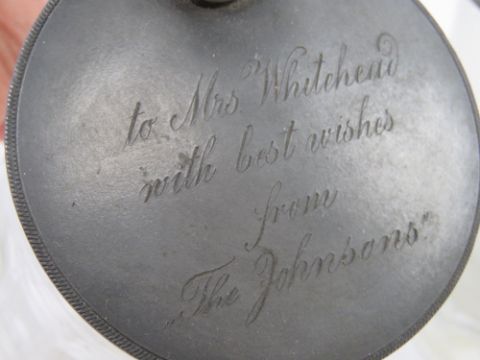 to Mrs Whitehead
with best wishes
from
"The Johnsons."